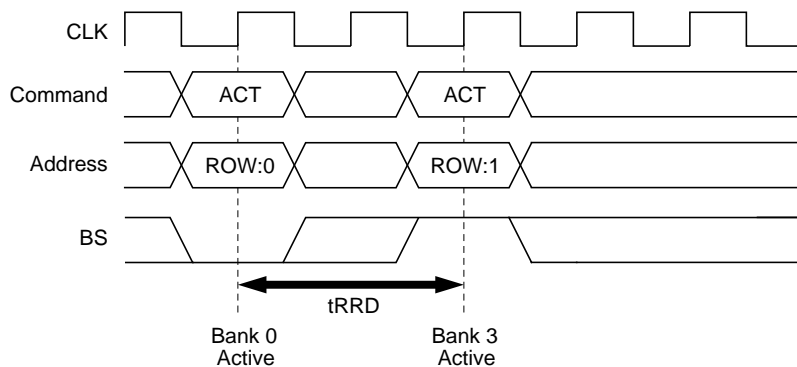 CLK
Command
ACT
ACT
Address
ROW:0
ROW:1
BS
tRRD
Bank 0
Active
Bank 3
Active